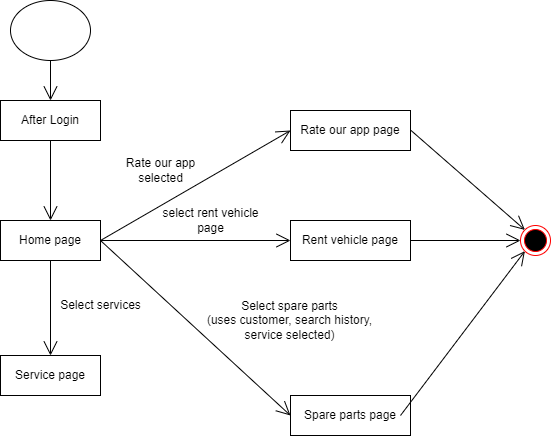 After Login
Rate our app page
Rate our app
selected
select rent vehicle
page
Home page
Rent vehicle page
Select services
Select spare parts
(uses customer, search history,
service selected)
Service page
Spare parts page